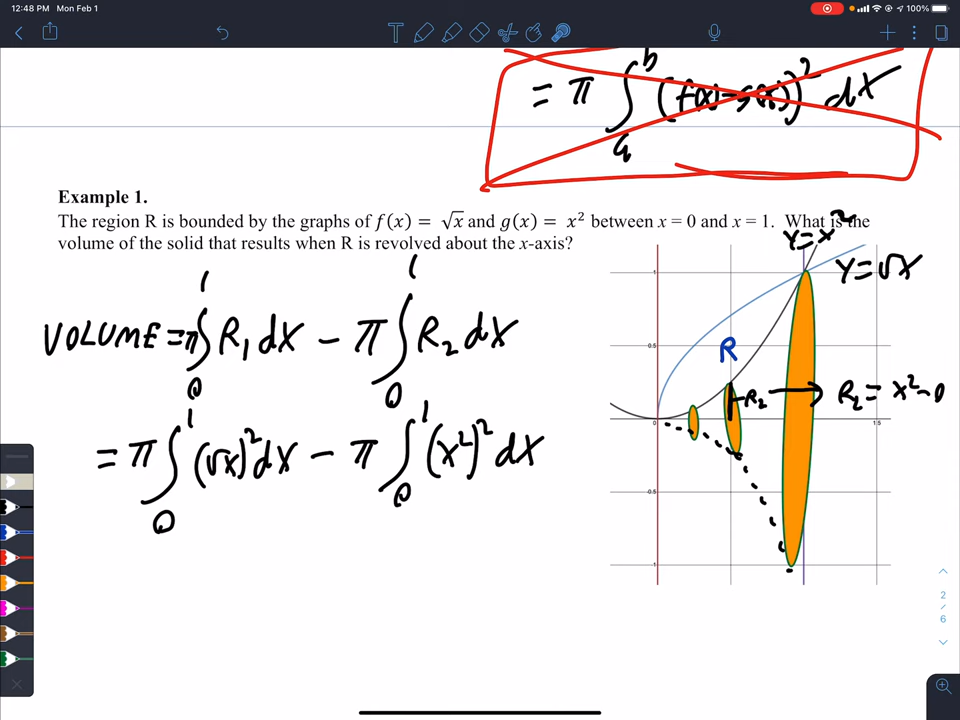 12:48 PM Mon Feb 1
100%
= π ∫ₐᵇ (f(x)-g(x))² dx
Example 1.
The region R is bounded by the graphs of f(x) = √x and g(x) = x² between x = 0 and x = 1. What is the
volume of the solid that results when R is revolved about the x-axis?
y=x²
y=√x
VOLUME = π ∫₀¹ R₁ dx - π ∫₀¹ R₂ dx
= π ∫₀¹ (√x)² dx - π ∫₀¹ (x²)² dx
1
0.5
R
R₂ → R₂ = x²-0
0
1.5
-0.5
-1
2
/
6